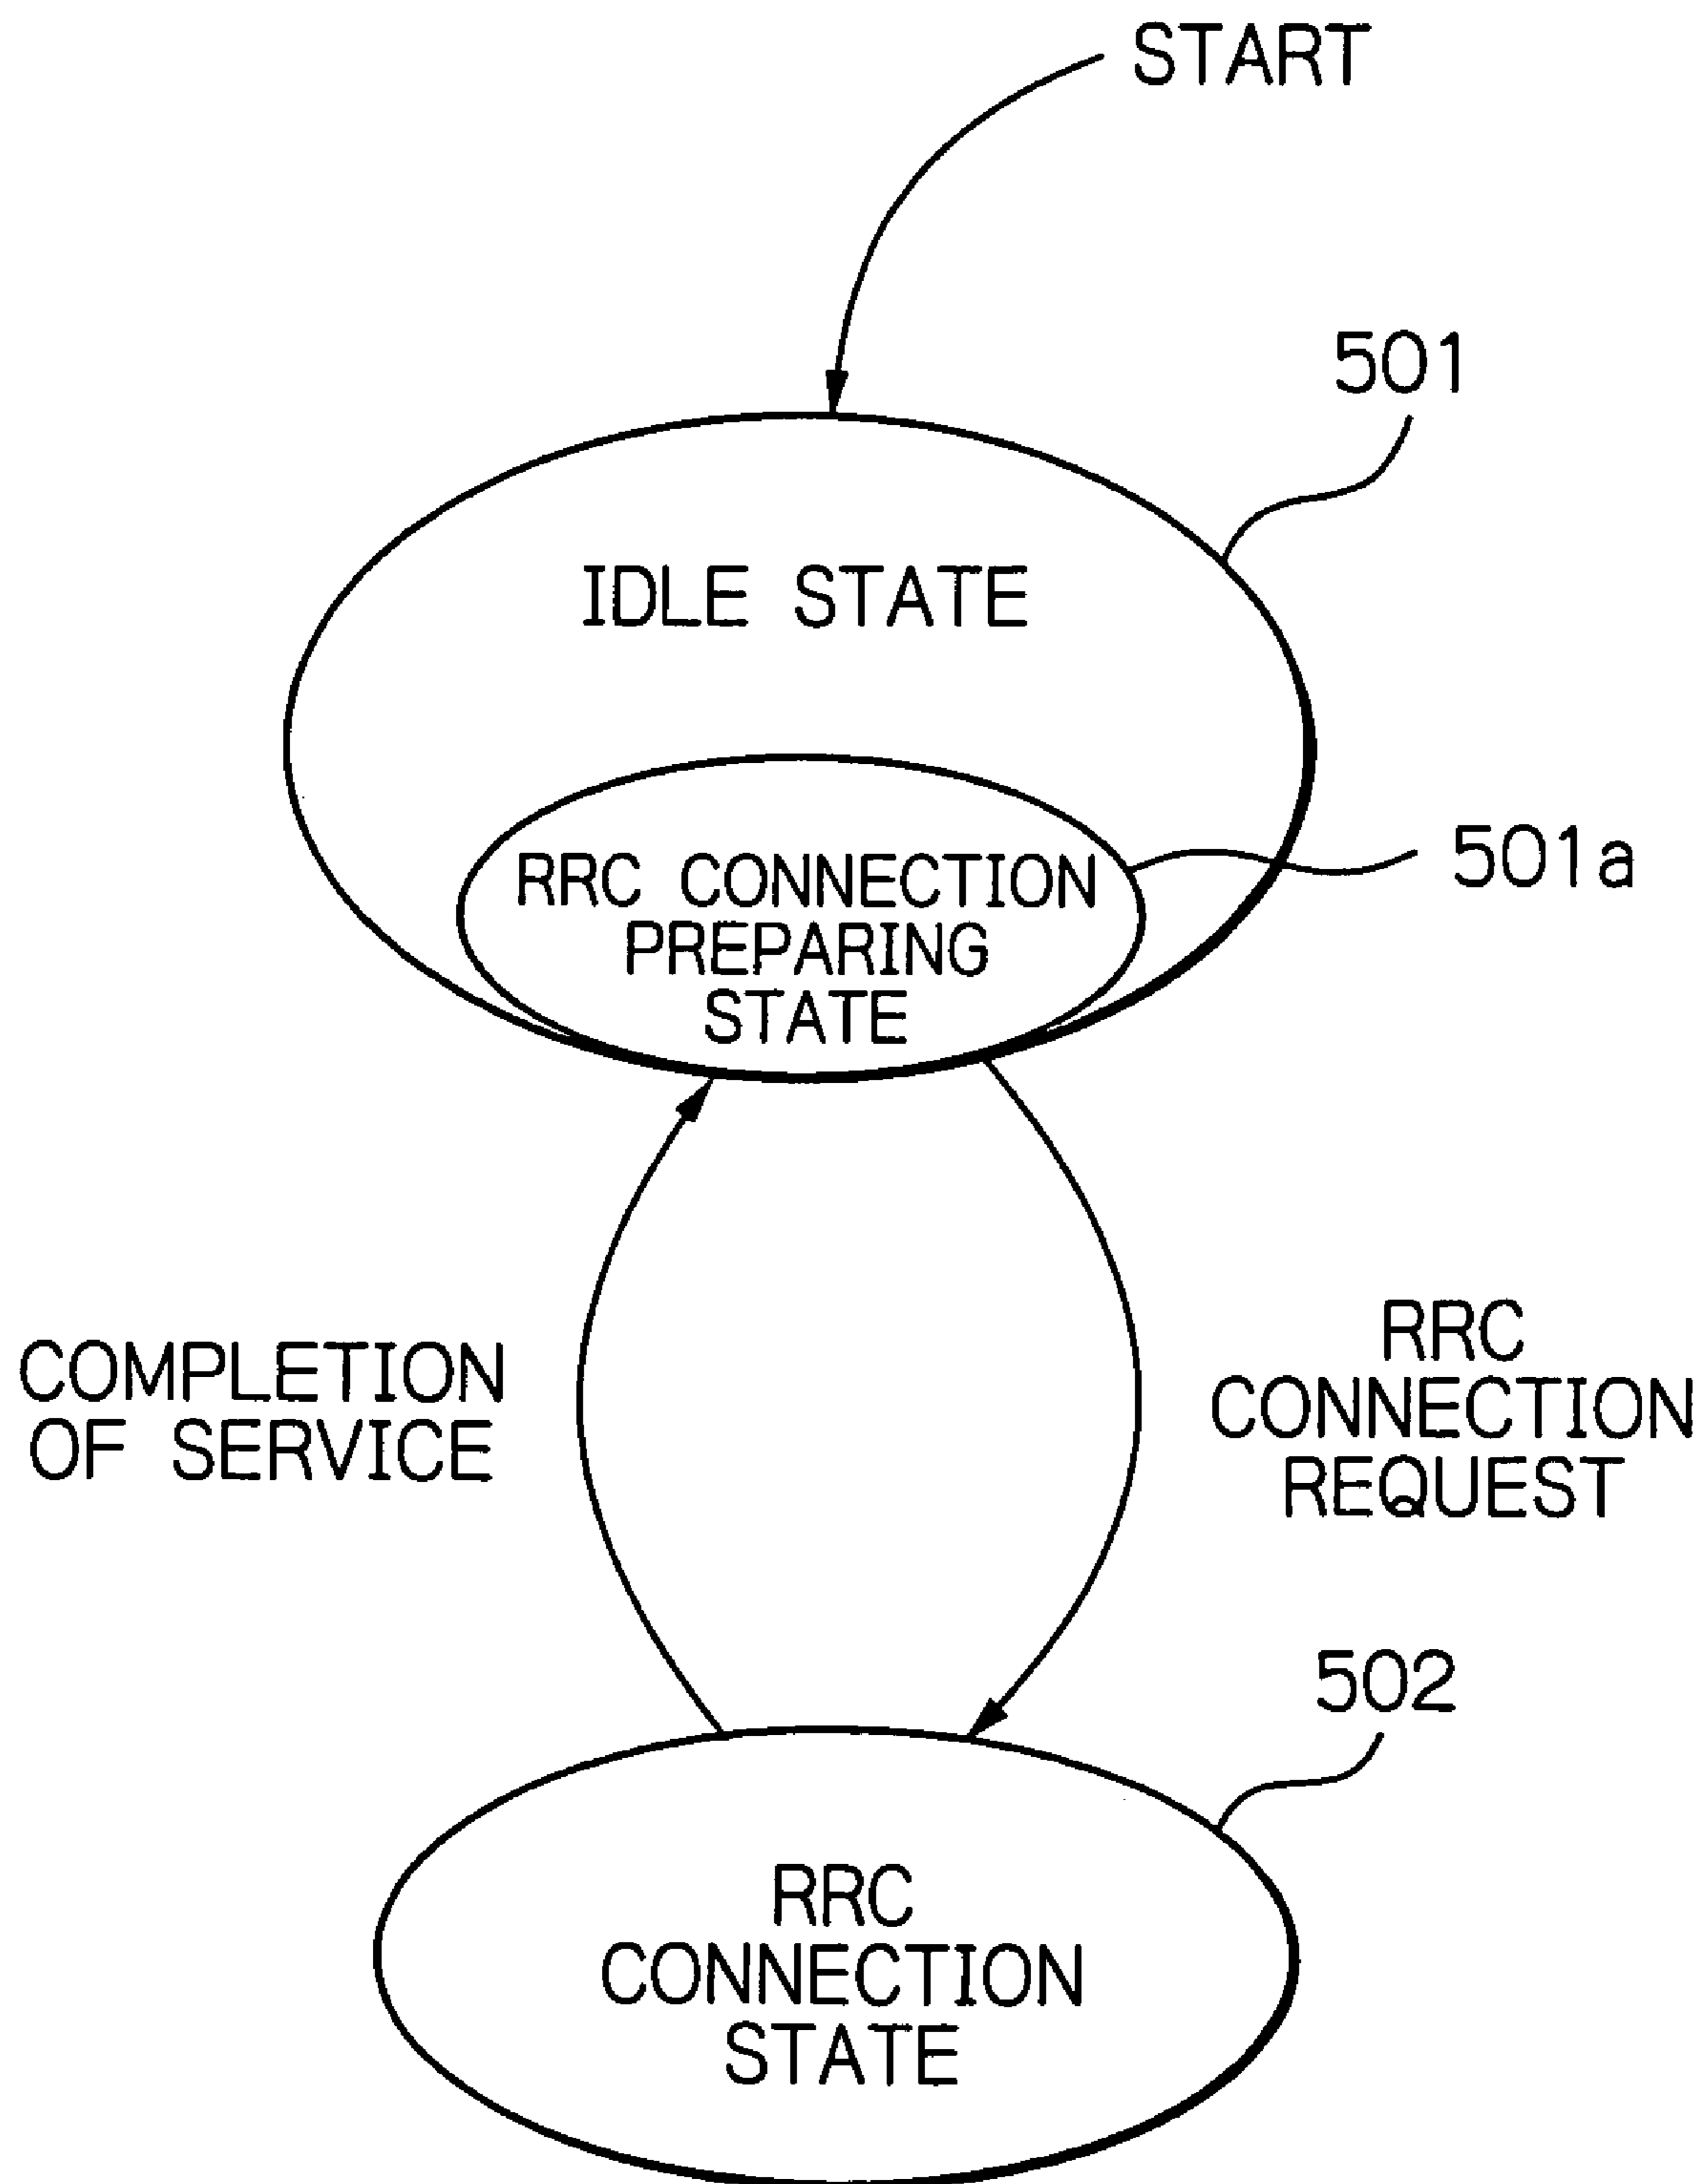 START
501
IDLE STATE
501a
RRC CONNECTION
PREPARING
STATE
COMPLETION
OF SERVICE
RRC
CONNECTION
REQUEST
502
RRC
CONNECTION
STATE